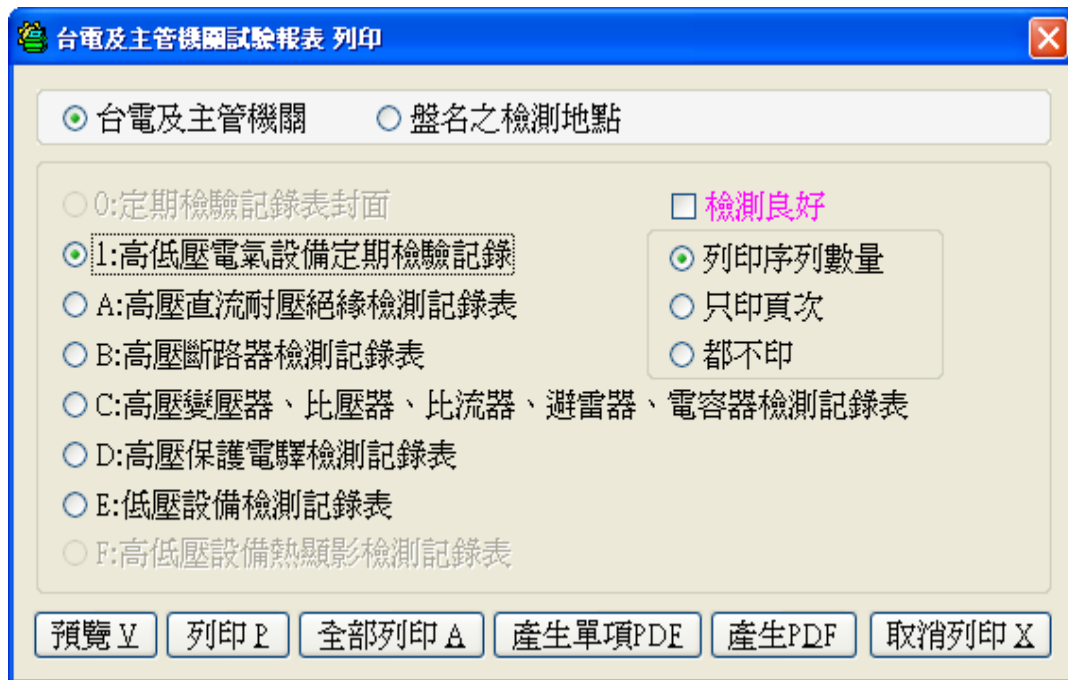 台電及主管機關試驗報表 列印
台電及主管機關 盤名之檢測地點
0:定期檢驗記錄表封面 檢測良好
1:高低壓電氣設備定期檢驗記錄 列印序列數量
A:高壓直流耐壓絕緣檢測記錄表 只印頁次
B:高壓斷路器檢測記錄表 都不印
C:高壓變壓器、比壓器、比流器、避雷器、電容器檢測記錄表
D:高壓保護電驛檢測記錄表
E:低壓設備檢測記錄表
F:高低壓設備熱顯影檢測記錄表
預覽 V 列印 P 全部列印 A 產生單項PDF 產生PDF 取消列印 X